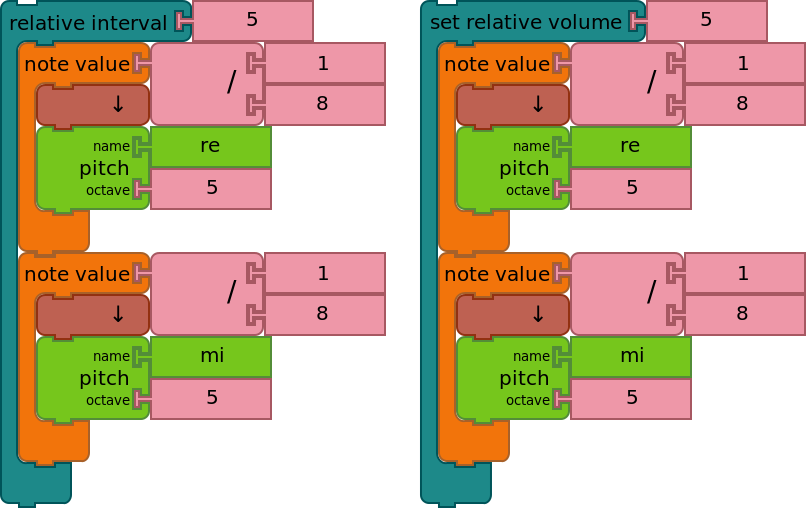 relative interval 5
note value / 1
↓ 8
name re
pitch
octave 5
note value / 1
↓ 8
name mi
pitch
octave 5
set relative volume 5
note value / 1
↓ 8
name re
pitch
octave 5
note value / 1
↓ 8
name mi
pitch
octave 5